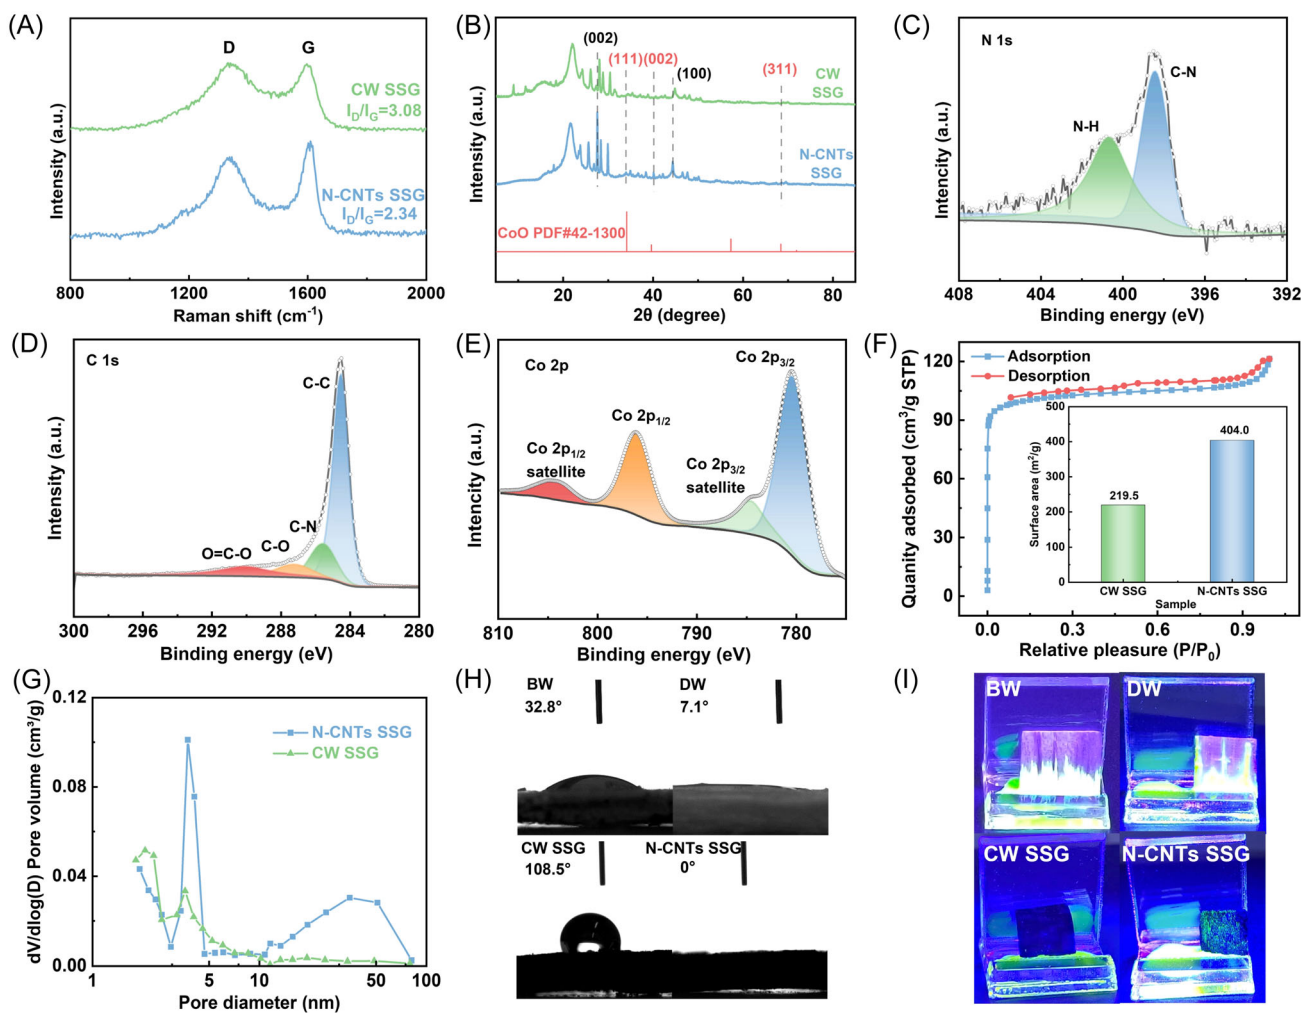 (A)
D
G
CW SSG
I_D/I_G=3.08
N-CNTs SSG
I_D/I_G=2.34
Intensity (a.u.)
800
1200
1600
2000
Raman shift (cm⁻¹)
(B)
(002)
(111)
(002)
(100)
(311)
CW
SSG
N-CNTs
SSG
CoO PDF#42-1300
Intensity (a.u.)
20
40
60
80
2θ (degree)
(C)
N 1s
C-N
N-H
Intensity (a.u.)
408
404
400
396
392
Binding energy (eV)
(D)
C 1s
C-C
C-N
C-O
O=C-O
Intensity (a.u.)
300
296
292
288
284
280
Binding energy (eV)
(E)
Co 2p
Co 2p₃/₂
Co 2p₁/₂
Co 2p₁/₂
satellite
Co 2p₃/₂
satellite
Intencity (a.u.)
810
800
790
780
Binding energy (eV)
(F)
Adsorption
Desorption
Quanity adsorbed (cm³/g STP)
120
90
60
30
0
0.0
0.3
0.6
0.9
Relative pleasure (P/P₀)
Surface area (m²/g)
500
400
300
200
100
0
219.5
404.0
CW SSG
N-CNTs SSG
Sample
(G)
N-CNTs SSG
CW SSG
dV/dlog(D) Pore volume (cm³/g)
0.12
0.08
0.04
0.00
1
5
10
50
100
Pore diameter (nm)
(H)
BW
32.8°
DW
7.1°
CW SSG
108.5°
N-CNTs SSG
0°
(I)
BW
DW
CW SSG
N-CNTs SSG